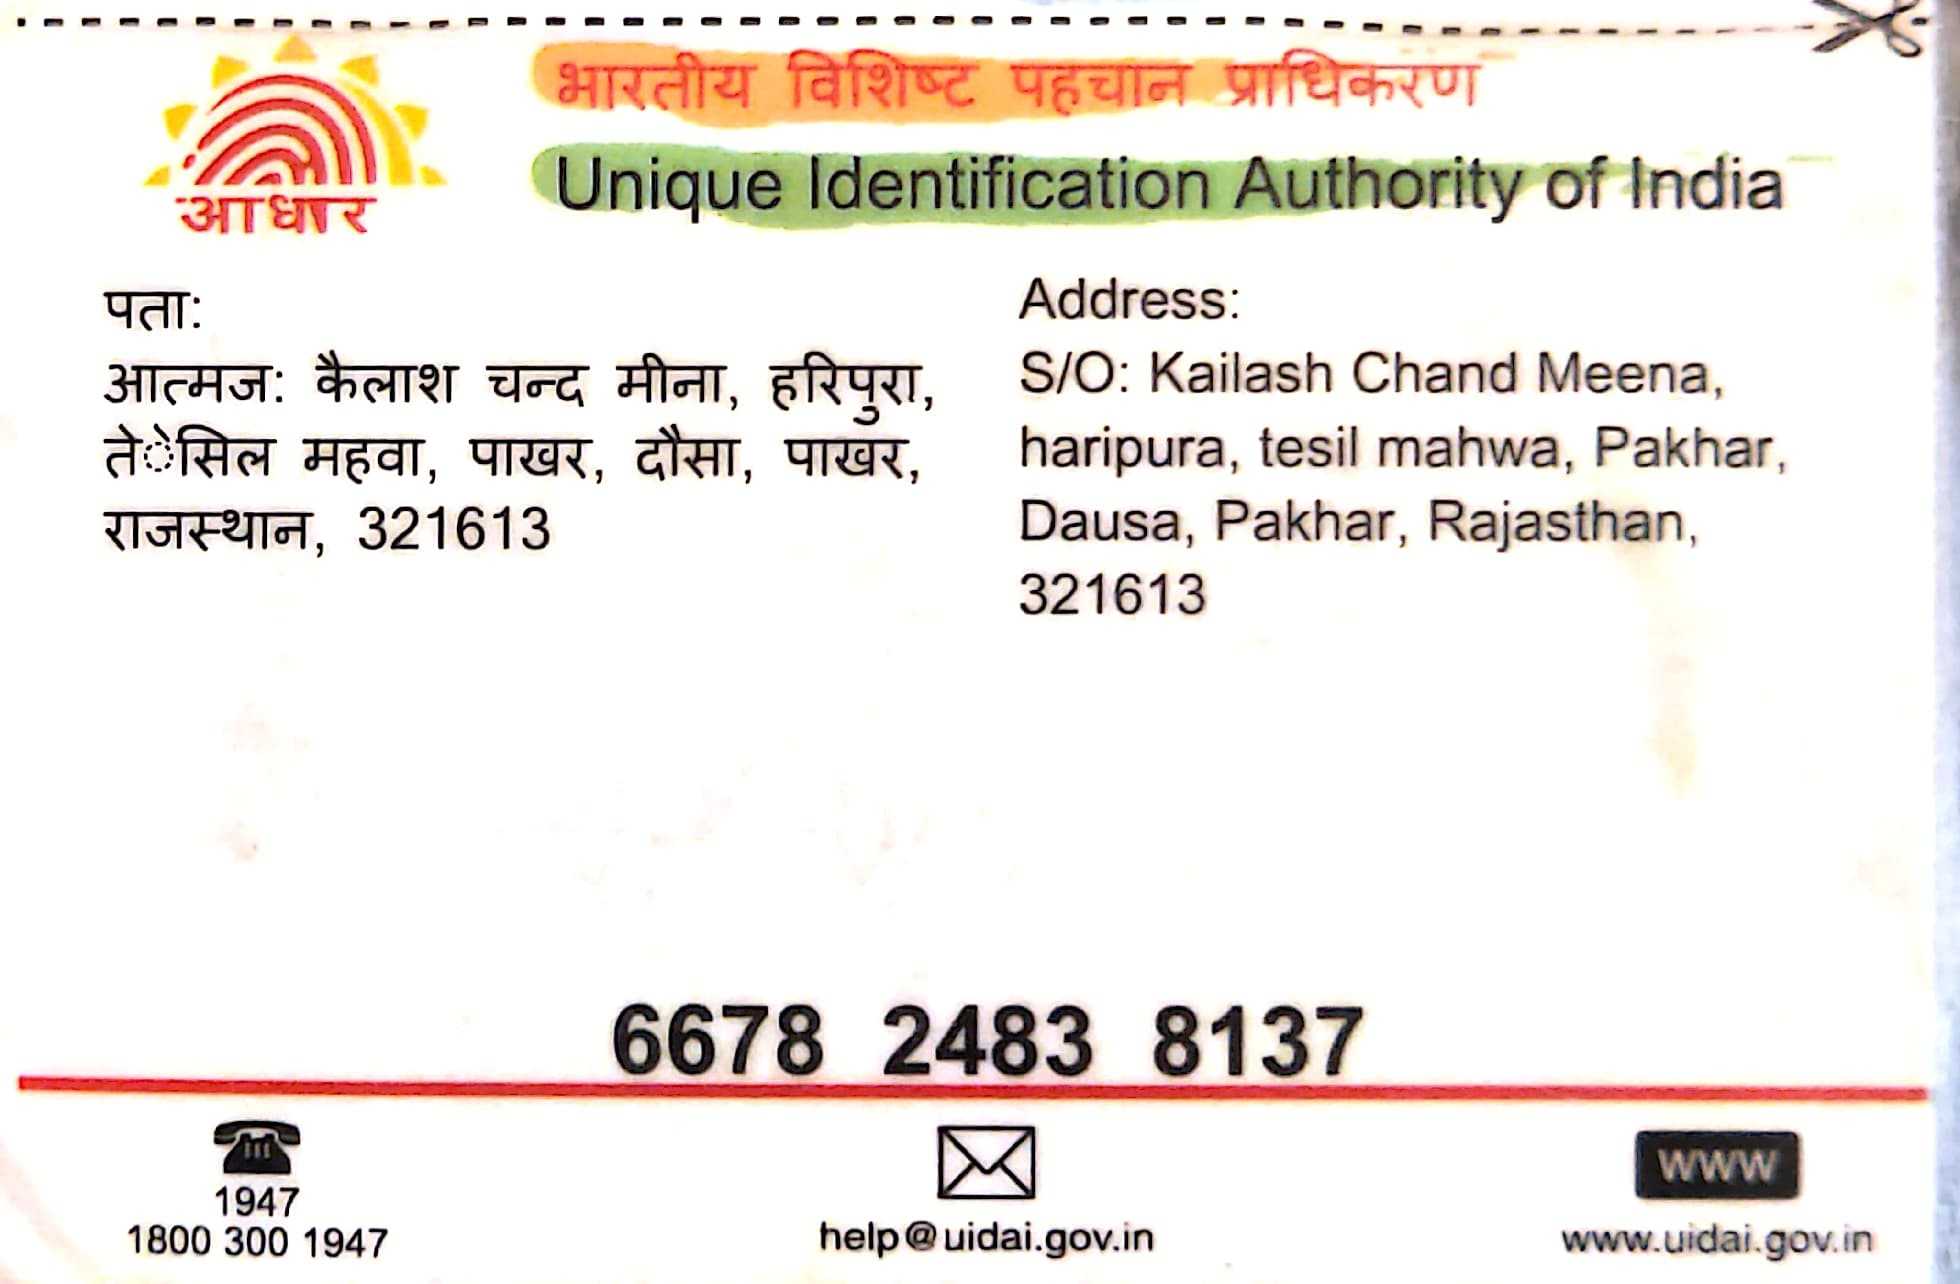 भारतीय विशिष्ट पहचान प्राधिकरण
Unique Identification Authority of India
आधार
पता:
आत्मज: कैलाश चन्द मीना, हरिपुरा,
तेेसिल महवा, पाखर, दौसा, पाखर,
राजस्थान, 321613
Address:
S/O: Kailash Chand Meena,
haripura, tesil mahwa, Pakhar,
Dausa, Pakhar, Rajasthan,
321613
6678 2483 8137
1947
1800 300 1947
help@uidai.gov.in
WWW
www.uidai.gov.in